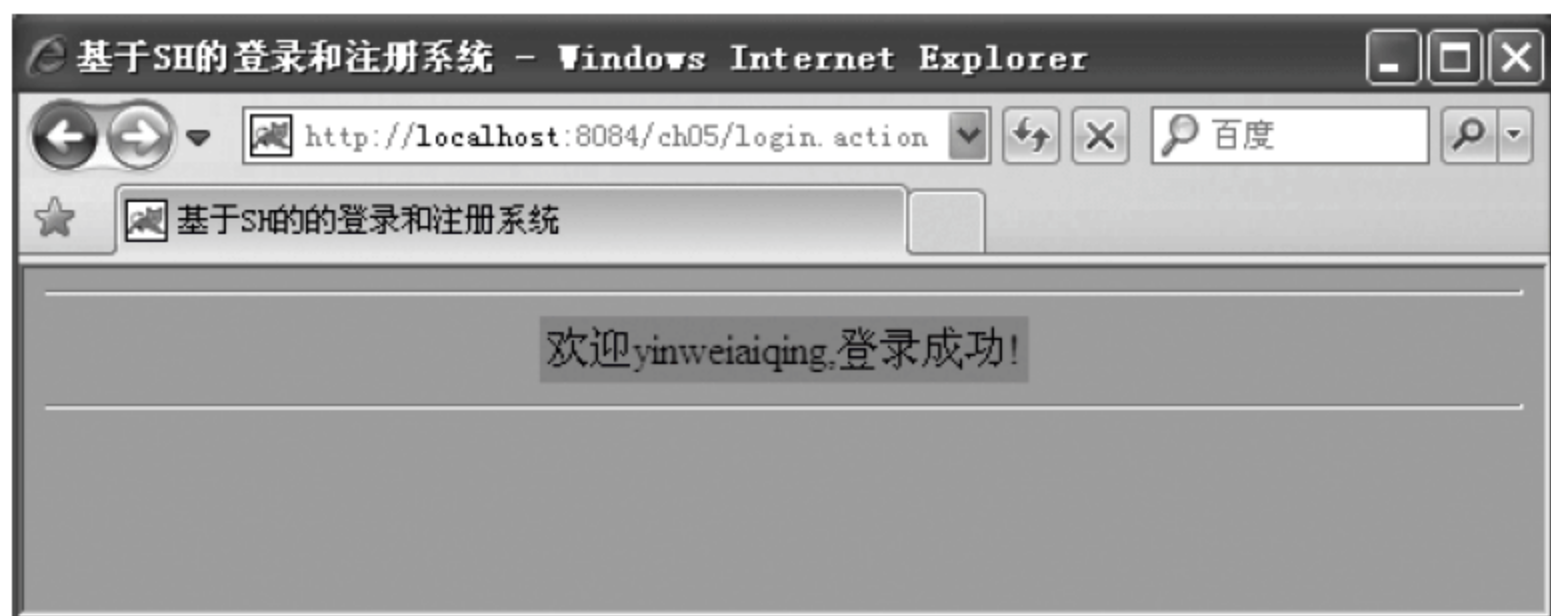 基于SH的登录和注册系统 - Windows Internet Explorer
http://localhost:8084/ch05/login.action
百度
基于SH的的登录和注册系统
欢迎yinweiaiqing,登录成功!